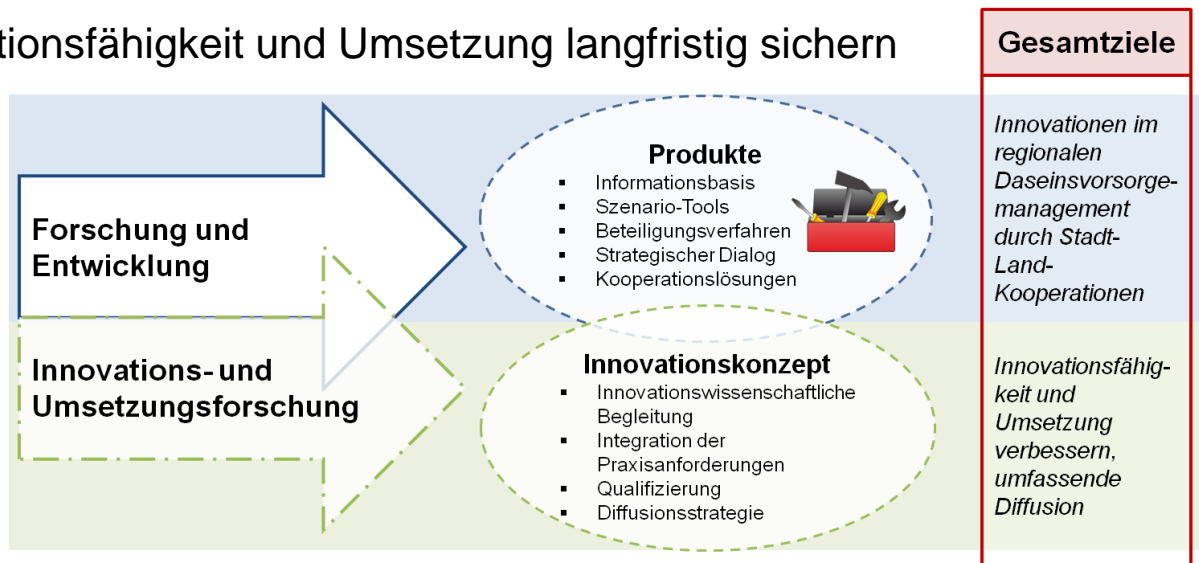 tionsfähigkeit und Umsetzung langfristig sichern
Gesamtziele
Forschung und
Entwicklung
Produkte
▪ Informationsbasis
▪ Szenario-Tools
▪ Beteiligungsverfahren
▪ Strategischer Dialog
▪ Kooperationslösungen
Innovationen im
regionalen
Daseinsvorsorge-
management
durch Stadt-
Land-
Kooperationen
Innovations- und
Umsetzungsforschung
Innovationskonzept
▪ Innovationswissenschaftliche
Begleitung
▪ Integration der
Praxisanforderungen
▪ Qualifizierung
▪ Diffusionsstrategie
Innovationsfähig-
keit und
Umsetzung
verbessern,
umfassende
Diffusion